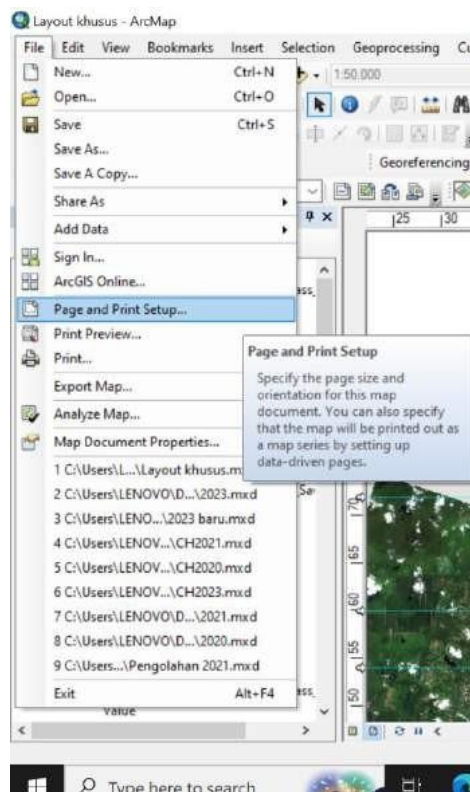 Layout khusus - ArcMap
File Edit View Bookmarks Insert Selection Geoprocessing
New... Ctrl+N
1:50.000
Open... Ctrl+O
Save Ctrl+S
Save As...
Save A Copy...
Georeferencing
Share As
Add Data
|25 |30
Sign In...
ArcGIS Online...
Page and Print Setup...
Print Preview...
Print...
Export Map...
Analyze Map...
Map Document Properties...
Page and Print Setup
Specify the page size and
orientation for this map
document. You can also specify
that the map will be printed out as
a map series by setting up
data-driven pages.
1 C:\Users\L...\Layout khusus.m
2 C:\Users\LENOVO\D...\2023.mxd
3 C:\Users\LENO...\2023 baru.mxd
4 C:\Users\LENOV...\CH2021.mxd
5 C:\Users\LENOV...\CH2020.mxd
6 C:\Users\LENOV...\CH2023.mxd
7 C:\Users\LENOVO\D...\2021.mxd
8 C:\Users\LENOVO\D...\2020.mxd
9 C:\Users...\Pengolahan 2021.mxd
Exit Alt+F4
Value
170
165
160
155
150
Type here to search